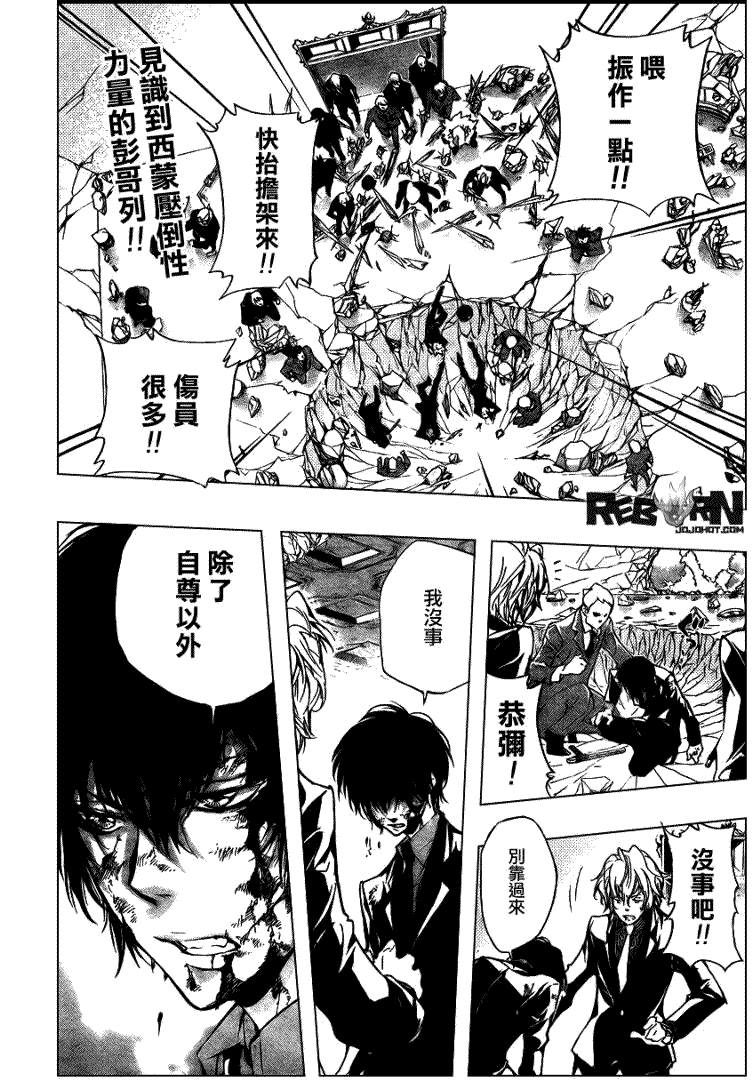 喂
振作一點!!
快抬擔架來!!
見識到西蒙壓倒性
力量的彭哥列!!
傷員
很多!!
REBORN
JOJOHOT.COM
恭彌!
沒事吧!!
別靠過來
我沒事
除了
自尊以外